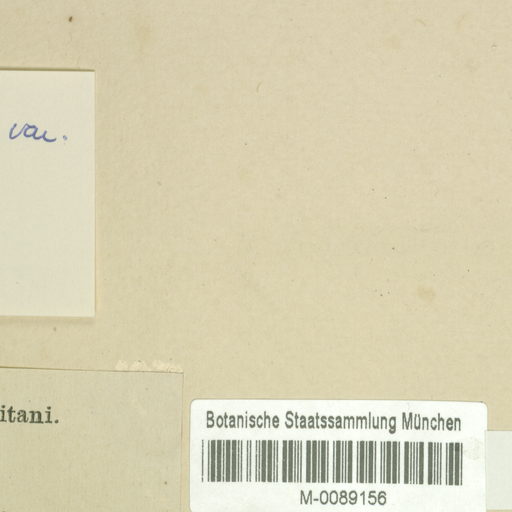 var.
itani.
Botanische Staatssammlung München
M-0089156